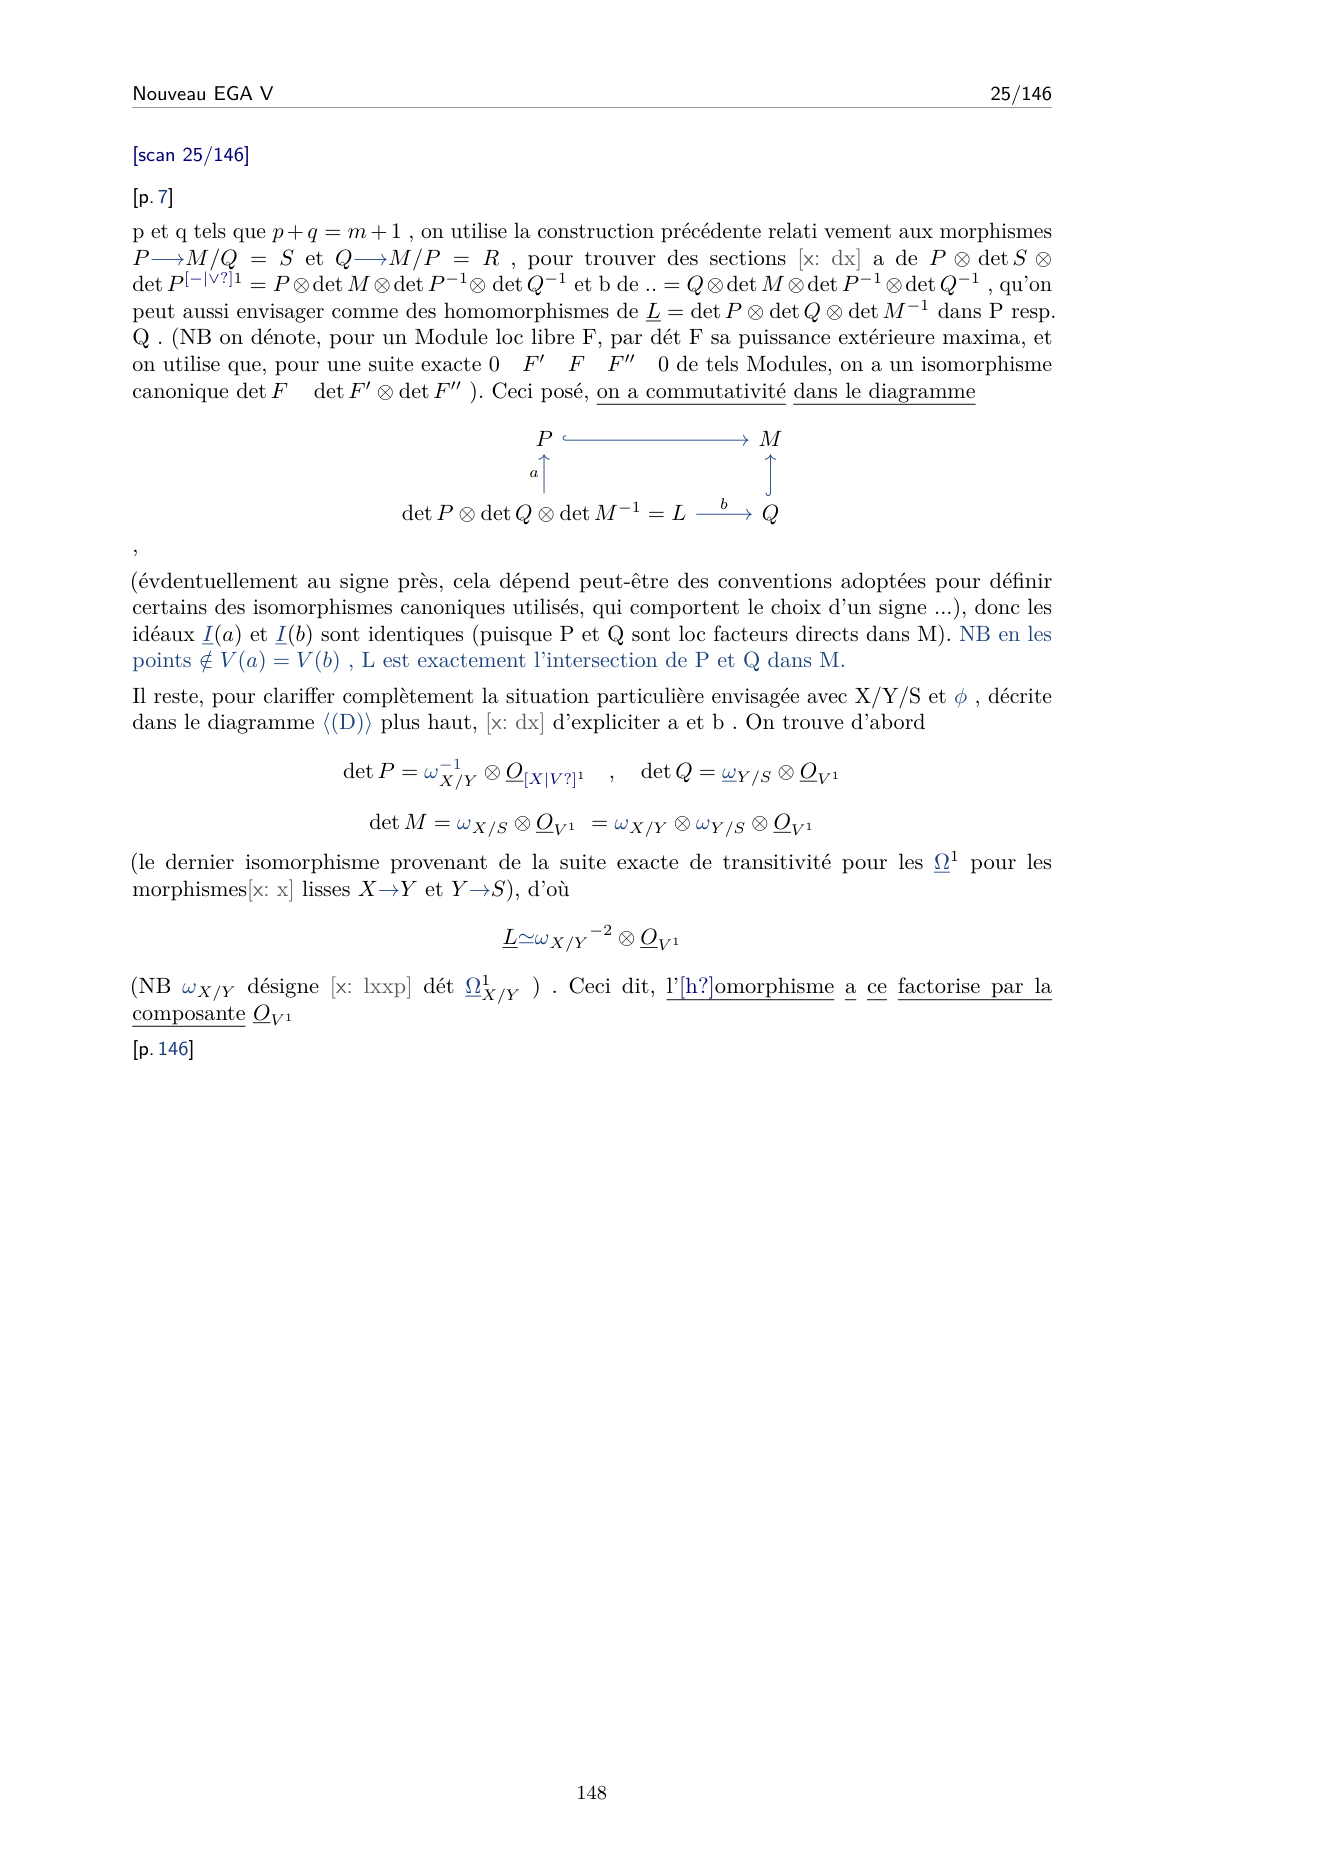 Nouveau EGA V 25/146
[scan 25/146]
[p. 7]
p et q tels que p + q = m + 1 , on utilise la construction précédente relati vement aux morphismes
P ⟶ M/Q = S et Q ⟶ M/P = R , pour trouver des sections [x: dx] a de P ⊗ det S ⊗
det P^{[−|∨?]1} = P ⊗ det M ⊗ det P^{−1} ⊗ det Q^{−1} et b de .. = Q ⊗ det M ⊗ det P^{−1} ⊗ det Q^{−1} , qu'on
peut aussi envisager comme des homomorphismes de L = det P ⊗ det Q ⊗ det M^{−1} dans P resp.
Q . (NB on dénote, pour un Module loc libre F, par dét F sa puissance extérieure maxima, et
on utilise que, pour une suite exacte 0 F′ F F″ 0 de tels Modules, on a un isomorphisme
canonique det F det F′ ⊗ det F″ ). Ceci posé, on a commutativité dans le diagramme
P ↪ M
a
det P ⊗ det Q ⊗ det M^{−1} = L →^{b} Q
,
(évdentuellement au signe près, cela dépend peut-être des conventions adoptées pour définir
certains des isomorphismes canoniques utilisés, qui comportent le choix d'un signe ...), donc les
idéaux I(a) et I(b) sont identiques (puisque P et Q sont loc facteurs directs dans M). NB en les
points ∉ V(a) = V(b) , L est exactement l'intersection de P et Q dans M.
Il reste, pour clariffer complètement la situation particulière envisagée avec X/Y/S et ϕ , décrite
dans le diagramme ⟨(D)⟩ plus haut, [x: dx] d'expliciter a et b . On trouve d'abord
det P = ω^{−1}_{X/Y} ⊗ O_{[X|V?]^1} , det Q = ω_{Y/S} ⊗ O_{V^1}
det M = ω_{X/S} ⊗ O_{V^1} = ω_{X/Y} ⊗ ω_{Y/S} ⊗ O_{V^1}
(le dernier isomorphisme provenant de la suite exacte de transitivité pour les Ω^1 pour les
morphismes[x: x] lisses X→Y et Y→S), d'où
L≃ω_{X/Y}^{−2} ⊗ O_{V^1}
(NB ω_{X/Y} désigne [x: lxxp] dét Ω^1_{X/Y} ) . Ceci dit, l'[h?]omorphisme a ce factorise par la
composante O_{V^1}
[p. 146]
148